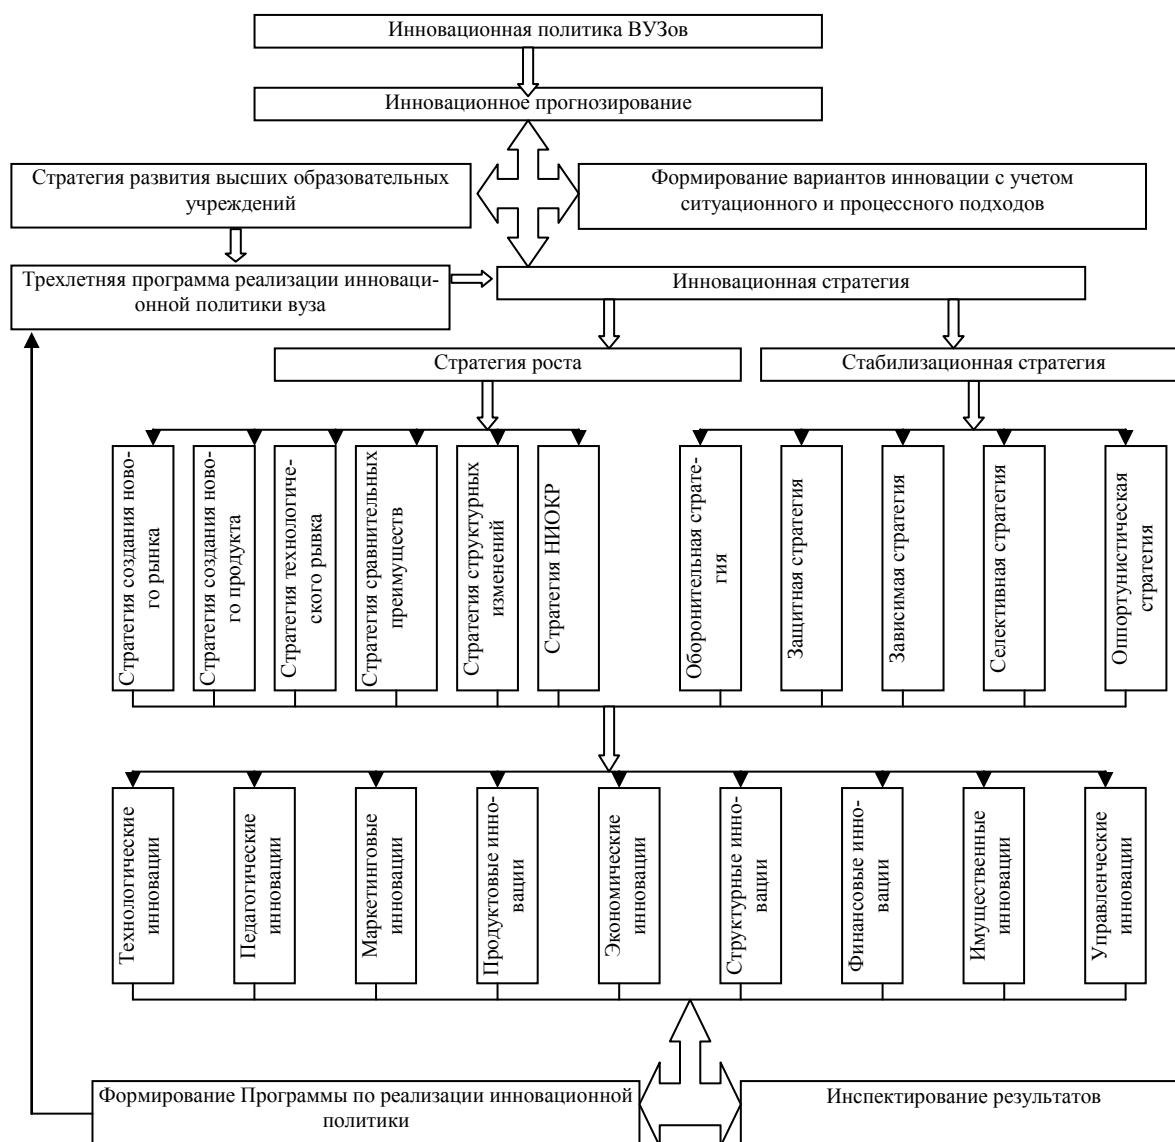 Инновационная политика ВУЗов
Инновационное прогнозирование
Стратегия развития высших образовательных
учреждений
Формирование вариантов инновации с учетом
ситуационного и процессного подходов
Трехлетняя программа реализации инноваци-
онной политики вуза
Инновационная стратегия
Стратегия роста
Стабилизационная стратегия
Стратегия создания ново-
го рынка
Стратегия создания ново-
го продукта
Стратегия технологиче-
ского рывка
Стратегия сравнительных
преимуществ
Стратегия структурных
изменений
Стратегия НИОКР
Оборонительная страте-
гия
Защитная стратегия
Зависимая стратегия
Селективная стратегия
Оппортунистическая
стратегия
Технологические
инновации
Педагогические
инновации
Маркетинговые
инновации
Продуктовые инно-
вации
Экономические
инновации
Структурные инно-
вации
Финансовые инно-
вации
Имущественные
инновации
Управленческие
инновации
Формирование Программы по реализации инновационной
политики
Инспектирование результатов